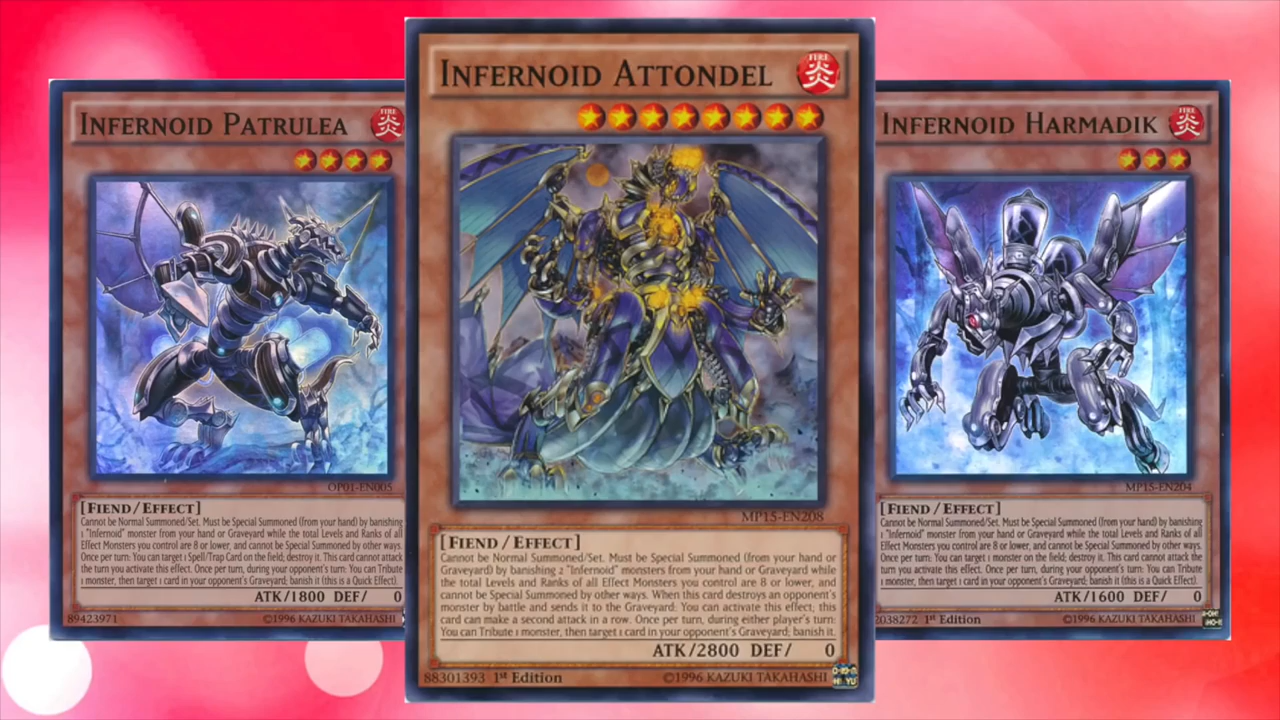 INFERNOID PATRULEA
FIRE
炎
OP01-EN005
[FIEND/EFFECT]
Cannot be Normal Summoned/Set. Must be Special Summoned (from your hand) by banishing
1 "Infernoid" monster from your hand or Graveyard while the total Levels and Ranks of all
Effect Monsters you control are 8 or lower, and cannot be Special Summoned by other ways.
Once per turn: You can target 1 Spell/Trap Card on the field; destroy it. This card cannot attack
the turn you activate this effect. Once per turn, during your opponent's turn: You can Tribute
1 monster, then target 1 card in your opponent's Graveyard; banish it (this is a Quick Effect).
ATK/1800 DEF/ 0
89423971
©1996 KAZUKI TAKAHASHI
INFERNOID ATTONDEL
FIRE
炎
MP15-EN208
[FIEND/EFFECT]
Cannot be Normal Summoned/Set. Must be Special Summoned (from your hand or
Graveyard) by banishing 2 "Infernoid" monsters from your hand or Graveyard while
the total Levels and Ranks of all Effect Monsters you control are 8 or lower, and
cannot be Special Summoned by other ways. When this card destroys an opponent's
monster by battle and sends it to the Graveyard: You can activate this effect; this
card can make a second attack in a row. Once per turn, during either player's turn:
You can Tribute 1 monster, then target 1 card in your opponent's Graveyard; banish it.
ATK/2800 DEF/ 0
88301393 1st Edition
©1996 KAZUKI TAKAHASHI
INFERNOID HARMADIK
FIRE
炎
MP15-EN204
[FIEND/EFFECT]
Cannot be Normal Summoned/Set. Must be Special Summoned (from your hand) by banishing
1 "Infernoid" monster from your hand or Graveyard while the total Levels and Ranks of all
Effect Monsters you control are 8 or lower, and cannot be Special Summoned by other ways.
Once per turn: You can target 1 monster on the field; destroy it. This card cannot attack the
turn you activate this effect. Once per turn, during your opponent's turn: You can Tribute
1 monster, then target 1 card in your opponent's Graveyard; banish it (this is a Quick Effect).
ATK/1600 DEF/ 0
2038272 1st Edition
©1996 KAZUKI TAKAHASHI